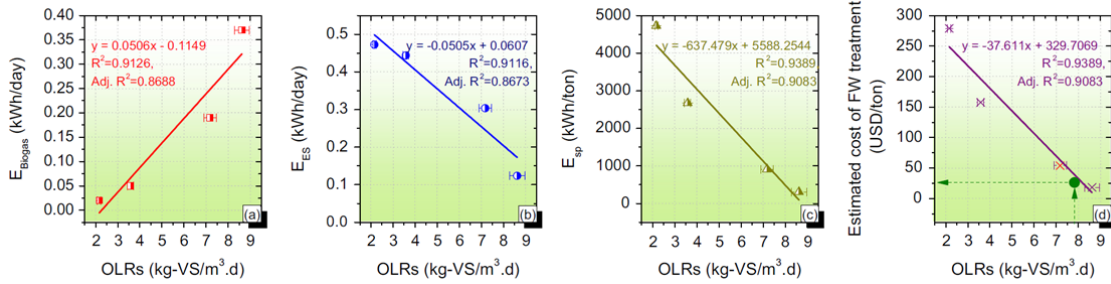 E_Biogas (kWh/day)
0.40
0.35
0.30
0.25
0.20
0.15
0.10
0.05
0.00
y = 0.0506x - 0.1149
R²=0.9126,
Adj. R²=0.8688
(a)
2 3 4 5 6 7 8 9
OLRs (kg-VS/m³.d)
E_ES (kWh/day)
0.5
0.4
0.3
0.2
0.1
0.0
y = -0.0505x + 0.0607
R²=0.9116,
Adj. R²=0.8673
(b)
2 3 4 5 6 7 8 9
OLRs (kg-VS/m³.d)
E_sp (kWh/ton)
5000
4000
3000
2000
1000
0
y = -637.479x + 5588.2544
R²=0.9389
Adj. R²=0.9083
(c)
2 3 4 5 6 7 8 9
OLRs (kg-VS/m³.d)
Estimated cost of FW treatment
(USD/ton)
300
250
200
150
100
50
0
y = -37.611x + 329.7069
R²=0.9389,
Adj. R²=0.9083
(d)
2 3 4 5 6 7 8 9
OLRs (kg-VS/m³.d)